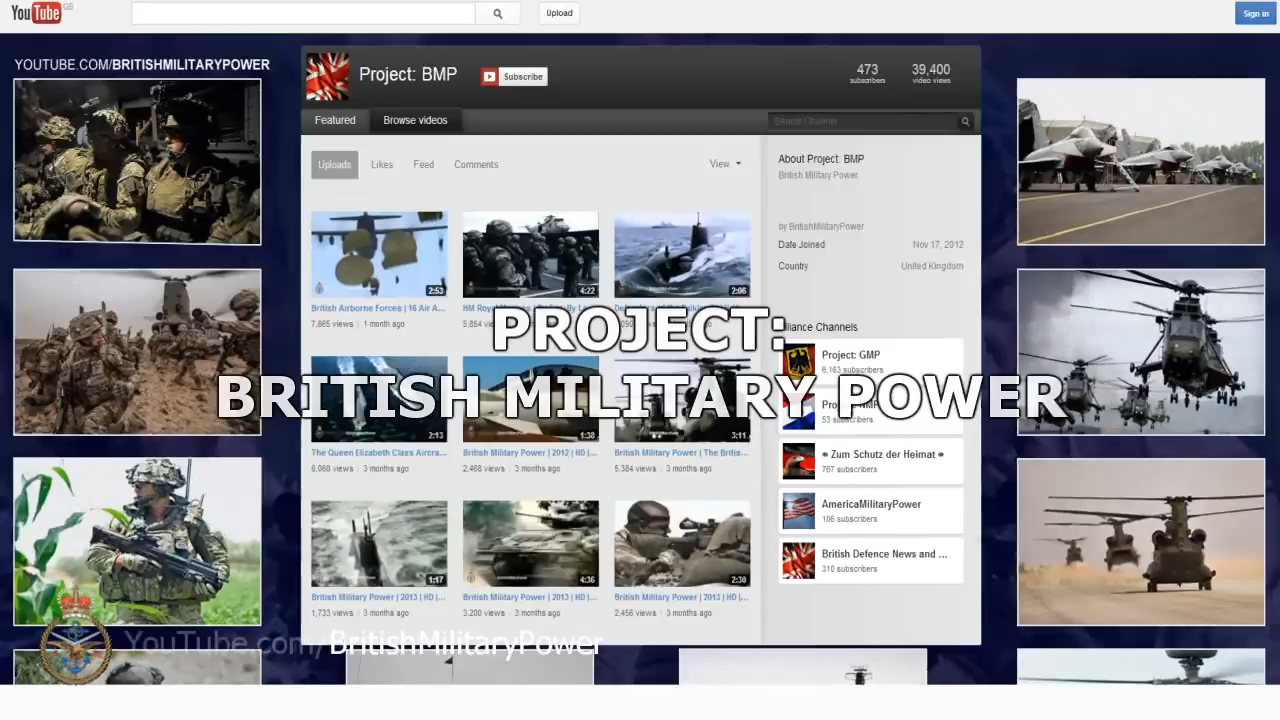 YouTube GB
Upload
Sign in
YOUTUBE.COM/BRITISHMILITARYPOWER
Project: BMP
Subscribe
473
subscribers
39,400
video views
Featured
Browse videos
Search Channel
Uploads
Likes
Feed
Comments
View
2:53
4:22
2:06
British Airborne Forces | 16 Air A...
7,865 views | 1 month ago
PROJECT:
BRITISH MILITARY POWER
2:13
1:38
3:11
The Queen Elizabeth Class Aircra...
6,068 views | 3 months ago
British Military Power | 2012 | HD |...
2,468 views | 3 months ago
British Military Power | The Britis...
5,384 views | 3 months ago
1:17
4:36
2:30
British Military Power | 2013 | HD |...
1,733 views | 3 months ago
British Military Power | 2013 | HD |...
3,200 views | 3 months ago
British Military Power | 2013 | HD |...
2,456 views | 3 months ago
About Project: BMP
British Military Power
by BritishMilitaryPower
Date Joined Nov 17, 2012
Country United Kingdom
Channels
Project: GMP
6,163 subscribers
53 subscribers
Zum Schutz der Heimat
767 subscribers
AmericaMilitaryPower
106 subscribers
British Defence News and ...
310 subscribers
YouTube.com/BritishMilitaryPower